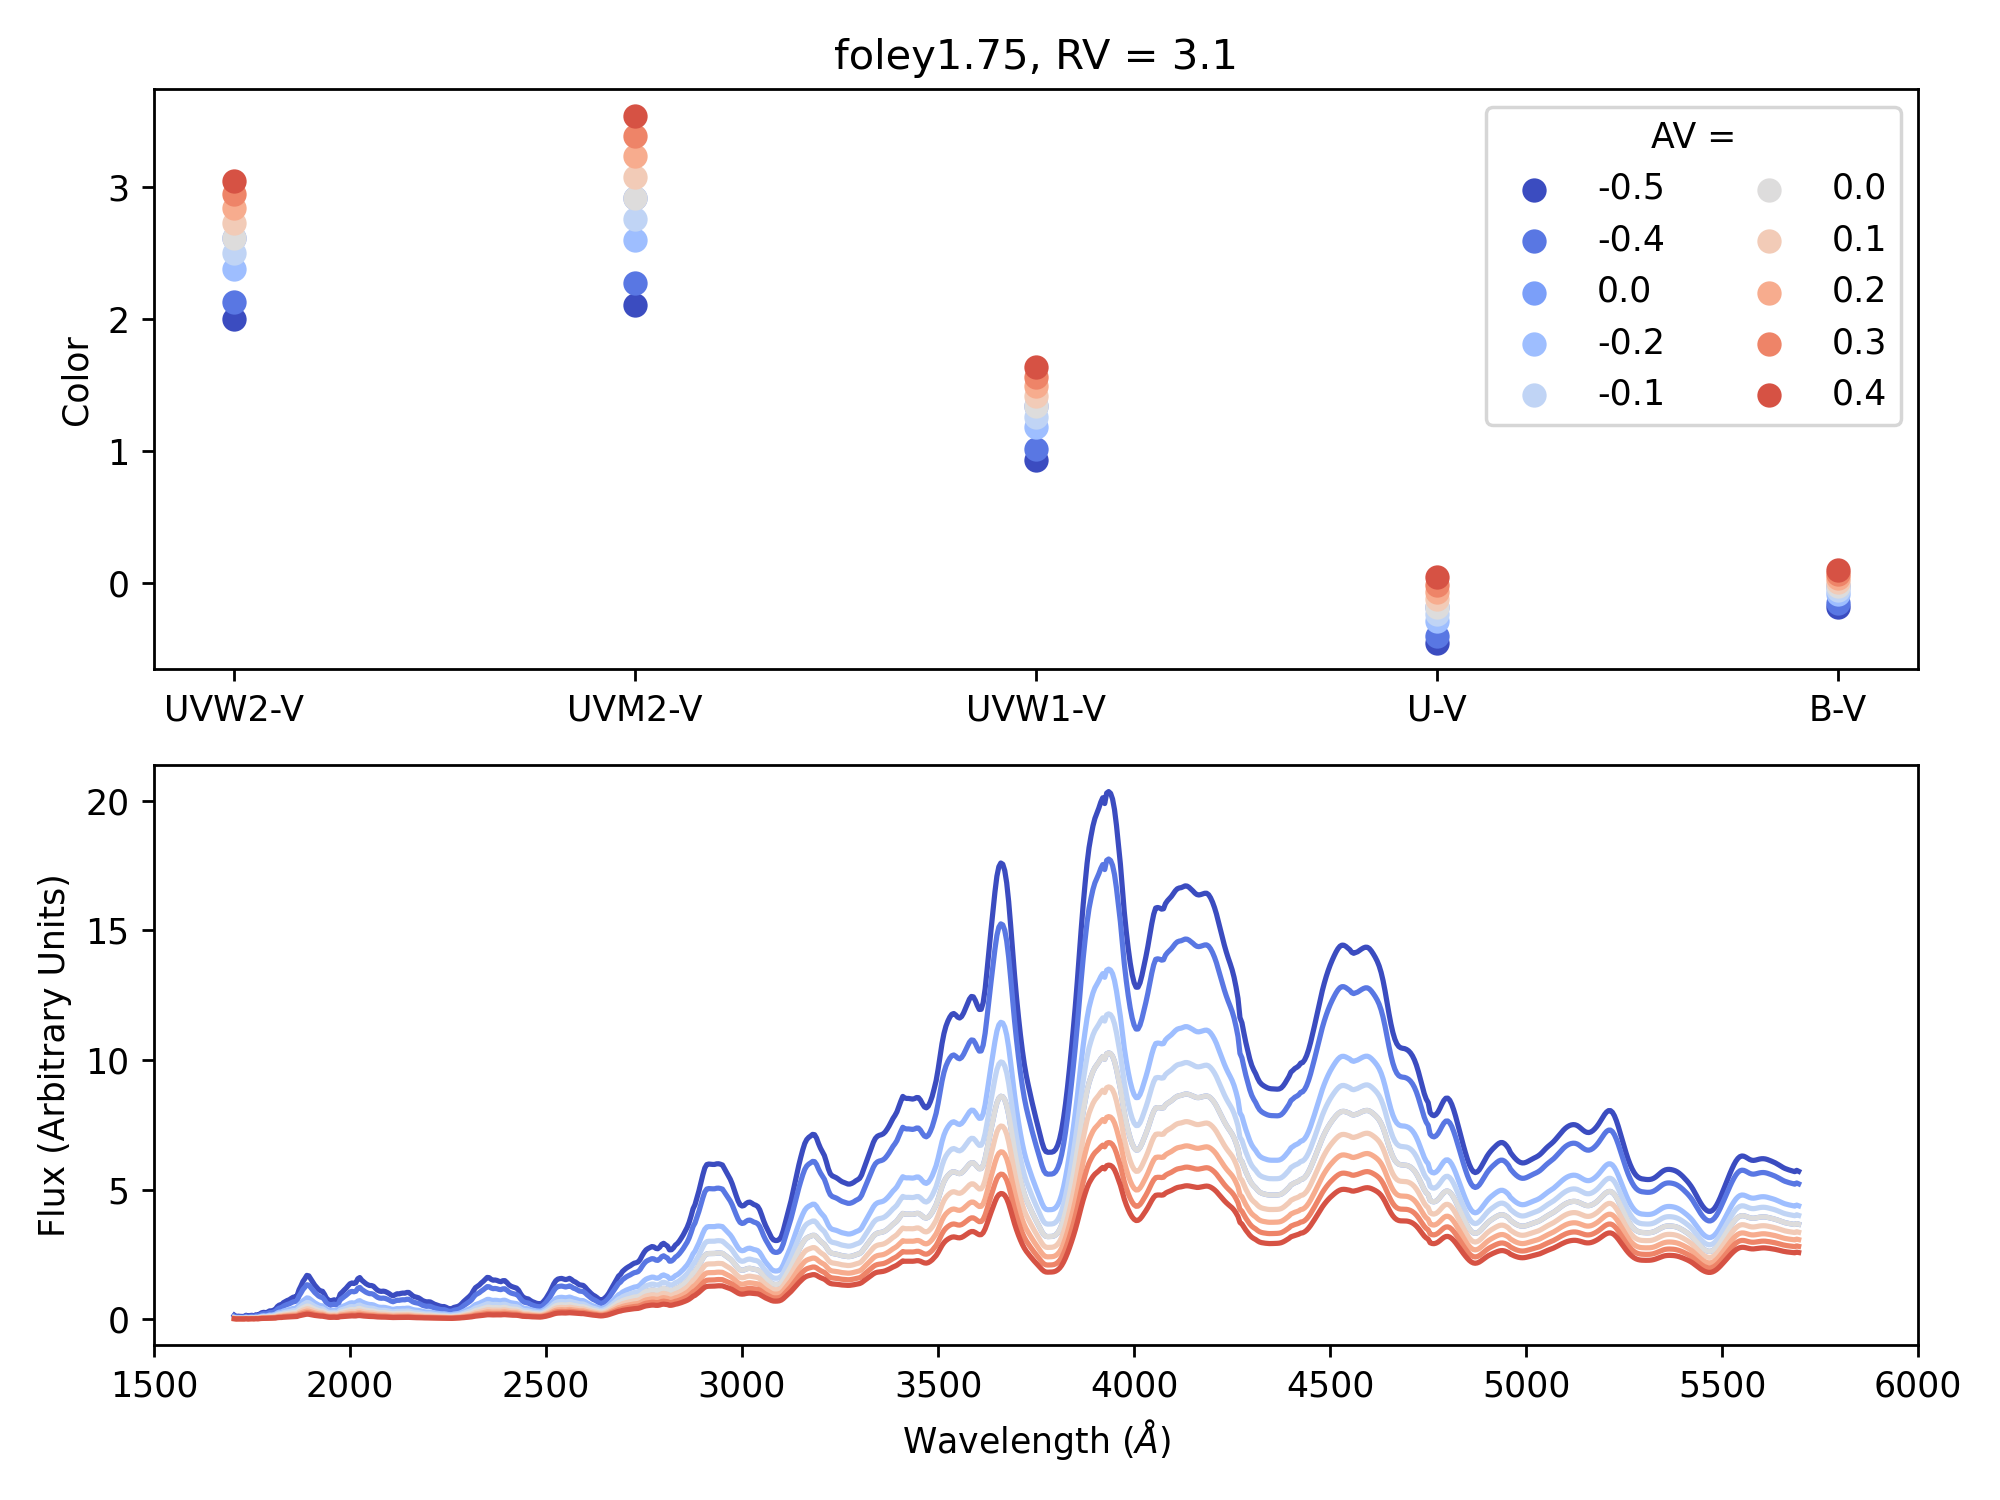 foley1.75, RV = 3.1
Color
3
2
1
0
AV =
-0.5 0.0
-0.4 0.1
0.0 0.2
-0.2 0.3
-0.1 0.4
UVW2-V UVM2-V UVW1-V U-V B-V
Flux (Arbitrary Units)
20
15
10
5
0
1500 2000 2500 3000 3500 4000 4500 5000 5500 6000
Wavelength (Å)